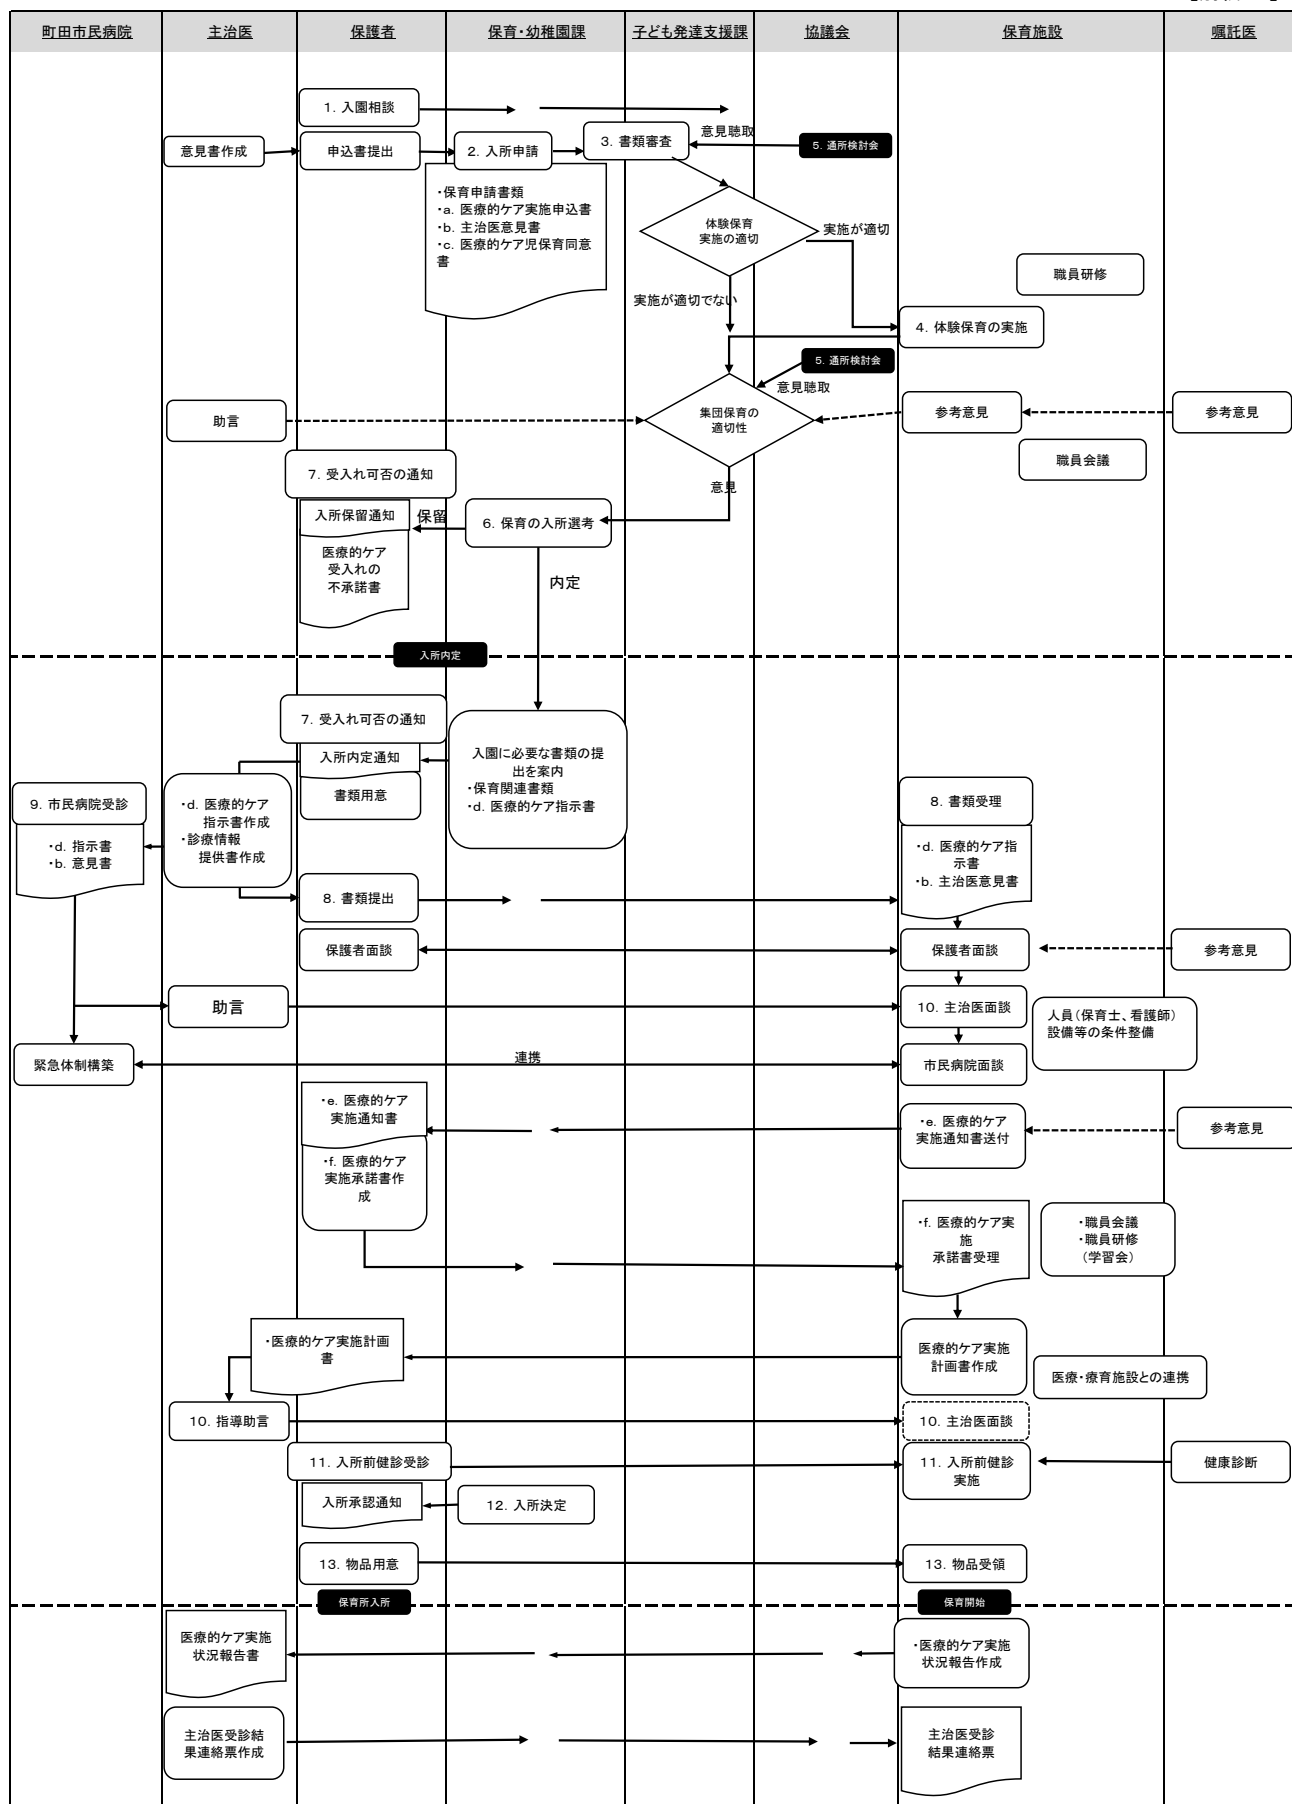 町田市民病院
主治医
保護者
保育・幼稚園課
子ども発達支援課
協議会
保育施設
嘱託医
1. 入園相談
意見書作成
申込書提出
2. 入所申請
3. 書類審査
意見聴取
5. 通所検討会
・保育申請書類
・a. 医療的ケア実施申込書
・b. 主治医意見書
・c. 医療的ケア児保育同意
書
体験保育
実施の適切
実施が適切
実施が適切でない
職員研修
4. 体験保育の実施
5. 通所検討会
意見聴取
助言
集団保育の
適切性
参考意見
参考意見
職員会議
7. 受入れ可否の通知
意見
入所保留通知
保留
6. 保育の入所選考
医療的ケア
受入れの
不承諾書
内定
入所内定
7. 受入れ可否の通知
入所内定通知
書類用意
入園に必要な書類の提
出を案内
・保育関連書類
・d. 医療的ケア指示書
9. 市民病院受診
・d. 指示書
・b. 意見書
・d. 医療的ケア
指示書作成
・診療情報
提供書作成
8. 書類受理
・d. 医療的ケア指
示書
・b. 主治医意見書
8. 書類提出
保護者面談
保護者面談
参考意見
助言
10. 主治医面談
人員（保育士、看護師）
設備等の条件整備
緊急体制構築
連携
市民病院面談
・e. 医療的ケア
実施通知書
・f. 医療的ケア
実施承諾書作
成
・e. 医療的ケア
実施通知書送付
参考意見
・f. 医療的ケア実
施
承諾書受理
・職員会議
・職員研修
（学習会）
・医療的ケア実施計画
書
医療的ケア実施
計画書作成
医療・療育施設との連携
10. 指導助言
10. 主治医面談
11. 入所前健診受診
11. 入所前健診
実施
健康診断
入所承認通知
12. 入所決定
13. 物品用意
13. 物品受領
保育所入所
保育開始
医療的ケア実施
状況報告書
・医療的ケア実施
状況報告作成
主治医受診結
果連絡票作成
主治医受診
結果連絡票